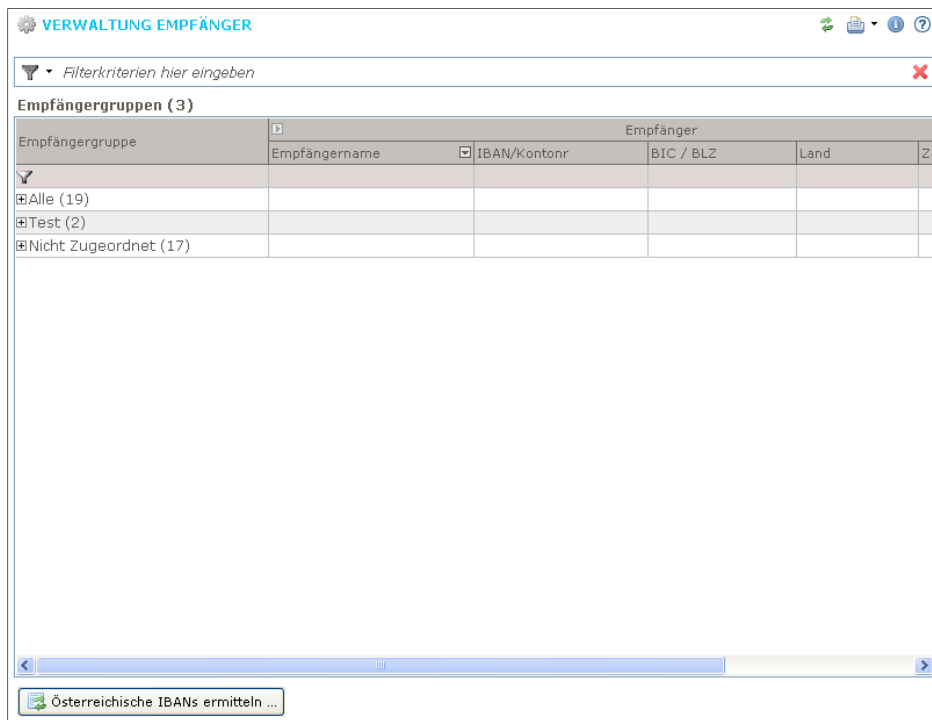 VERWALTUNG EMPFÄNGER
Filterkriterien hier eingeben
Empfängergruppen (3)
Empfängergruppe
Empfänger
Empfängername IBAN/Kontonr BIC / BLZ Land Z
Alle (19)
Test (2)
Nicht Zugeordnet (17)
Österreichische IBANs ermitteln ...